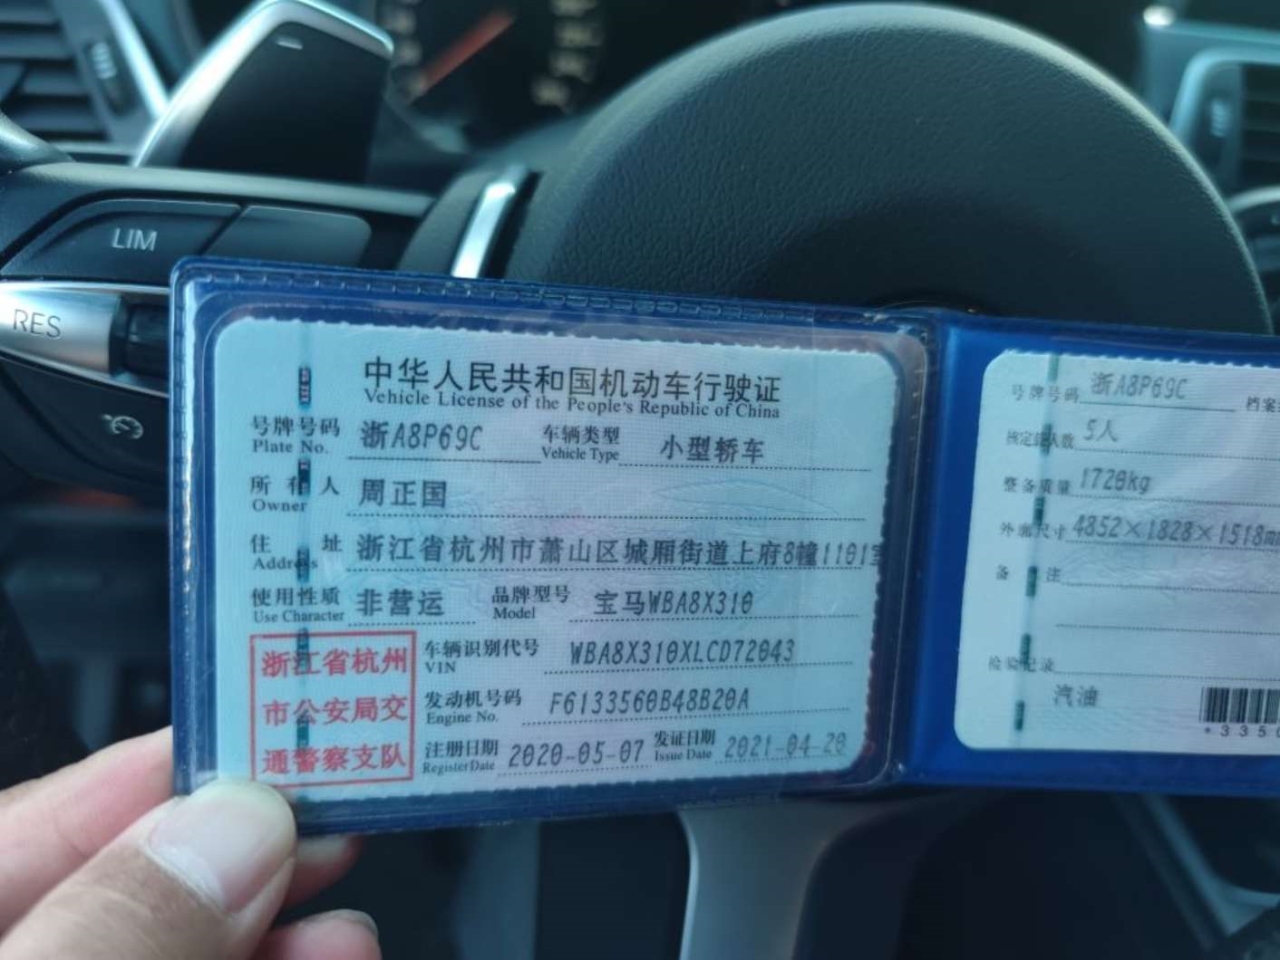 LIM
RES
中华人民共和国机动车行驶证
Vehicle License of the People's Republic of China
号牌号码 浙A8P69C 车辆类型 小型轿车
Plate No. Vehicle Type
所有人 周正国
Owner
住址 浙江省杭州市萧山区城厢街道上府8幢1101室
Address
使用性质 非营运 品牌型号 宝马WBA8X310
Use Character Model
浙江省杭州
市公安局交
通警察支队
车辆识别代号 WBA8X310XLCD72043
VIN
发动机号码 F6133560B48B20A
Engine No.
注册日期 2020-05-07 发证日期 2021-04-20
Register Date Issue Date
号牌号码 浙A8P69C 档案
核定载人数 5人
整备质量 1720kg
外廓尺寸 4852×1828×1518m
备注
检验记录
汽油
*335